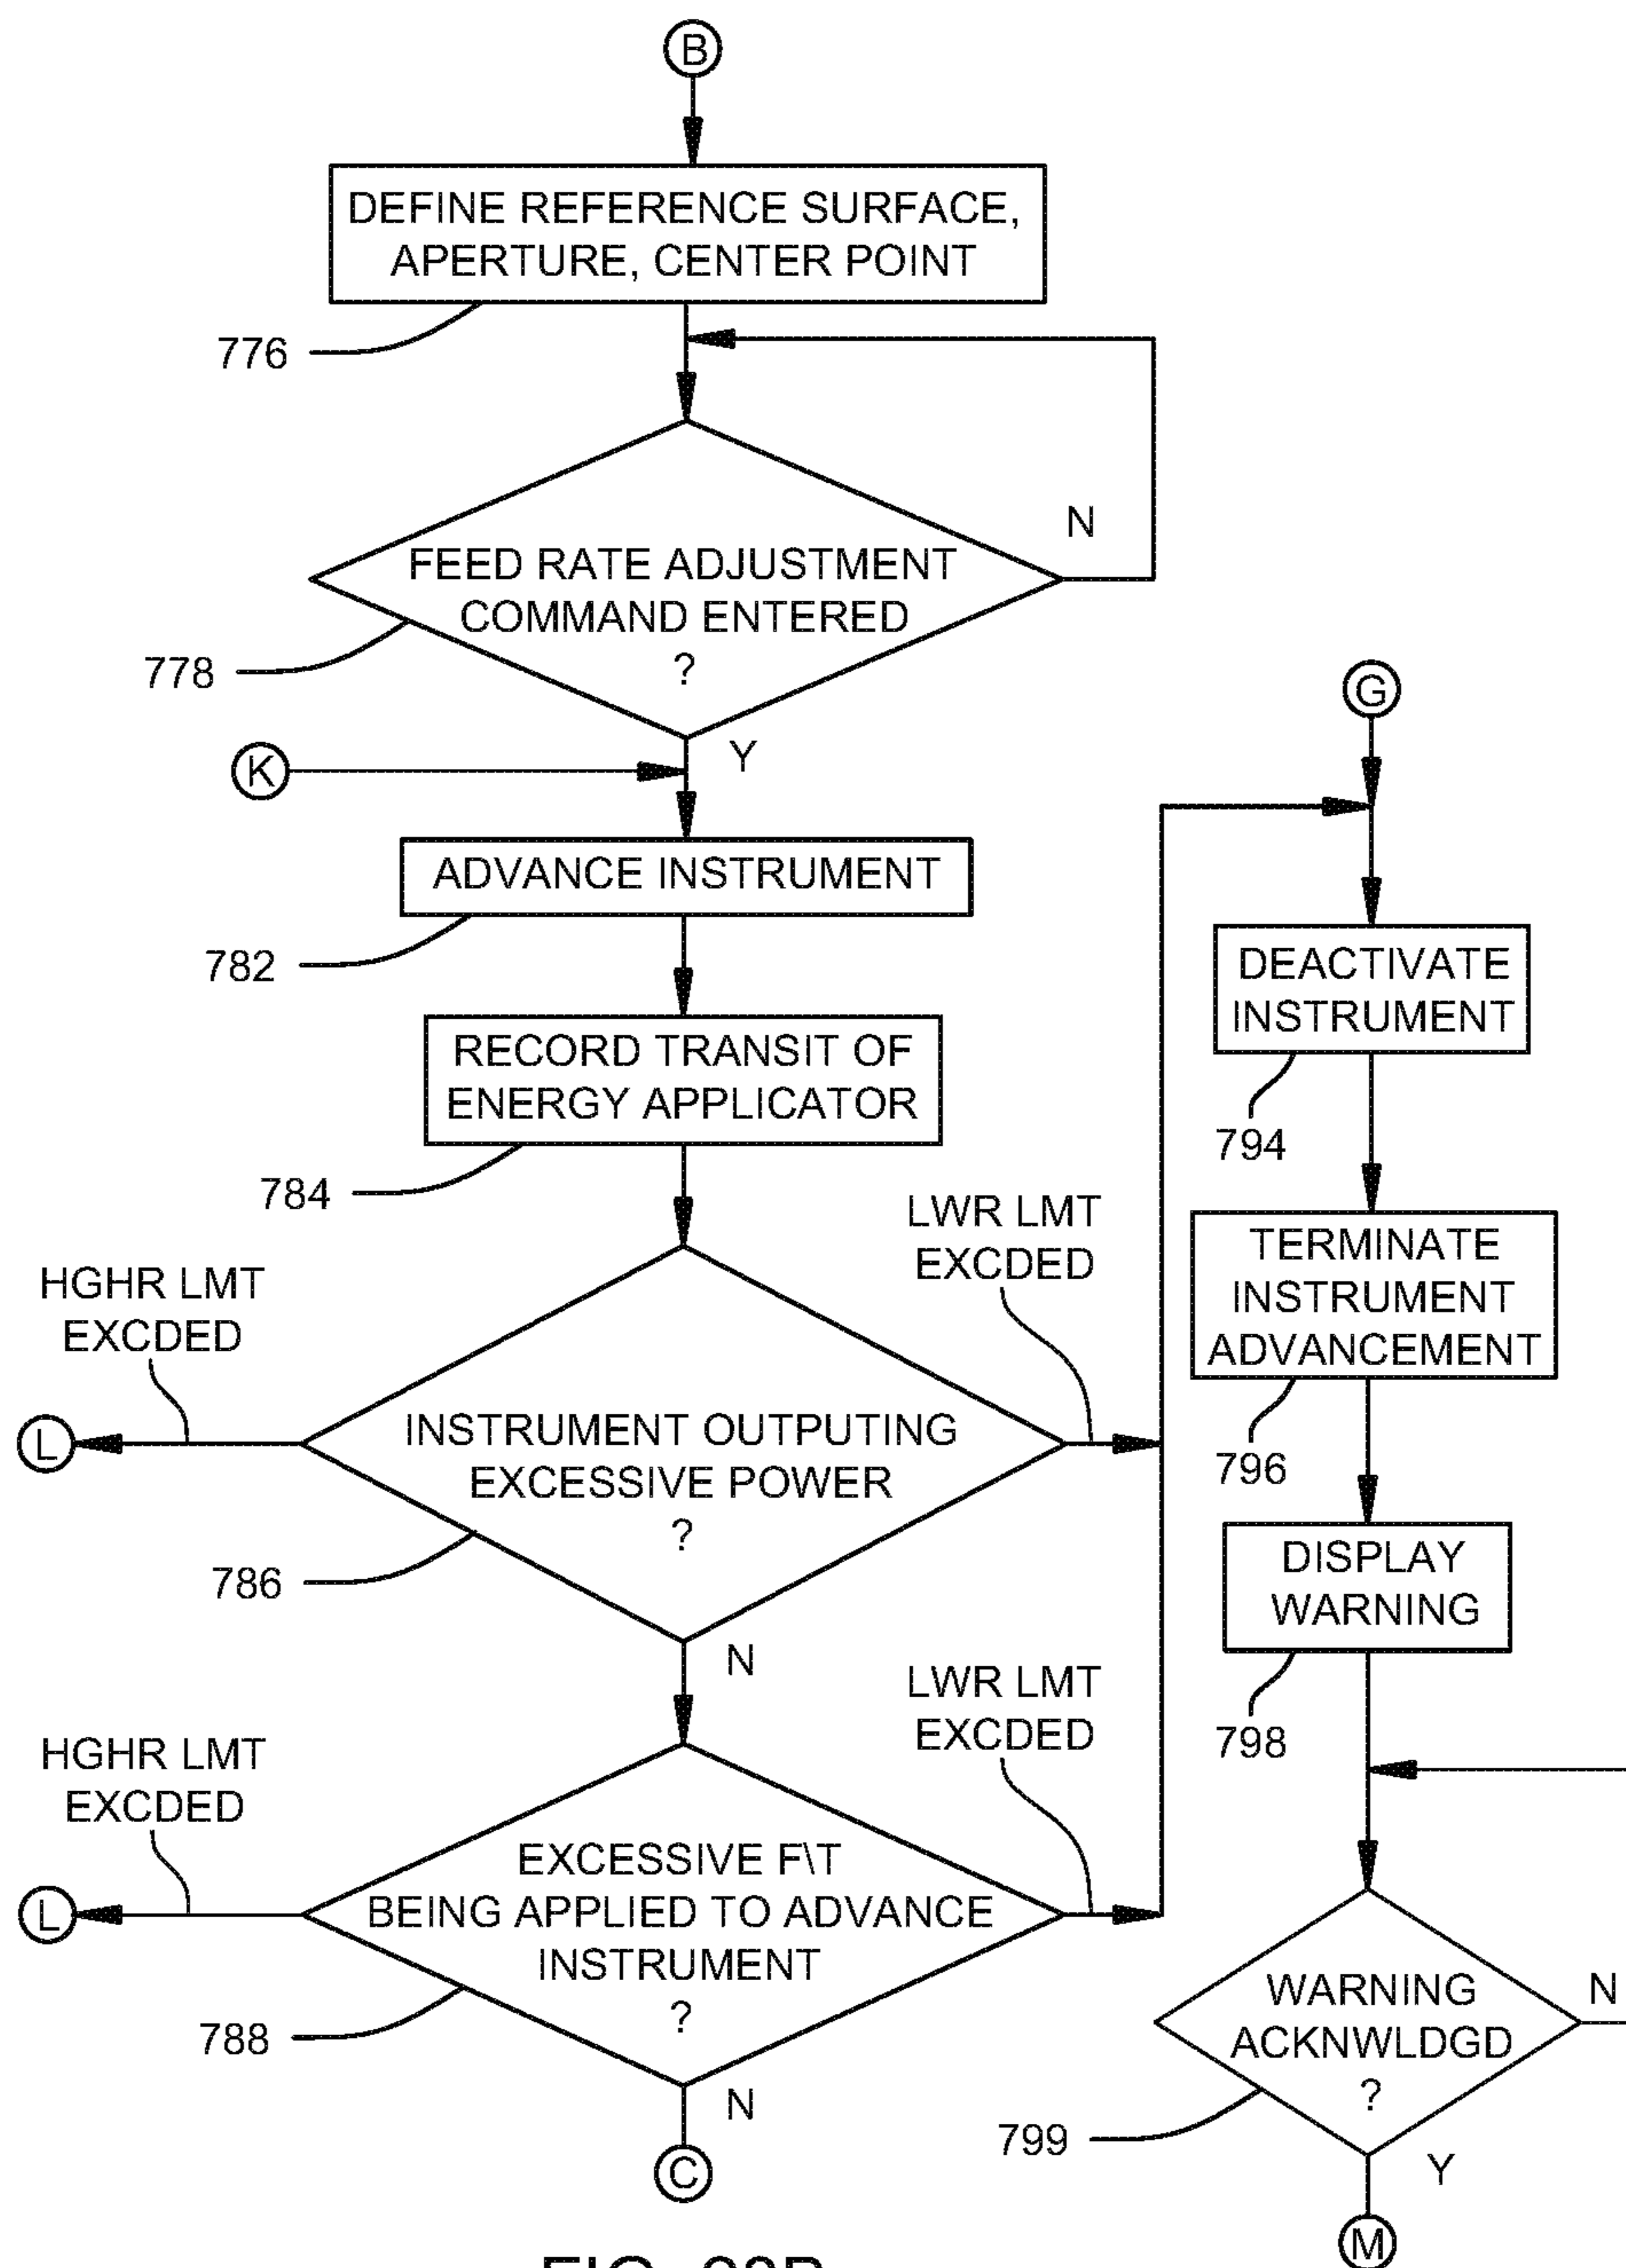 B
DEFINE REFERENCE SURFACE,
APERTURE, CENTER POINT
776
FEED RATE ADJUSTMENT
COMMAND ENTERED
?
N
778
Y
K
ADVANCE INSTRUMENT
782
RECORD TRANSIT OF
ENERGY APPLICATOR
784
HGHR LMT
EXCDED
LWR LMT
EXCDED
L
INSTRUMENT OUTPUTING
EXCESSIVE POWER
?
786
N
HGHR LMT
EXCDED
LWR LMT
EXCDED
L
EXCESSIVE F\T
BEING APPLIED TO ADVANCE
INSTRUMENT
?
788
N
C
G
DEACTIVATE
INSTRUMENT
794
TERMINATE
INSTRUMENT
ADVANCEMENT
796
DISPLAY
WARNING
798
WARNING
ACKNWLDGD
?
N
799
Y
M